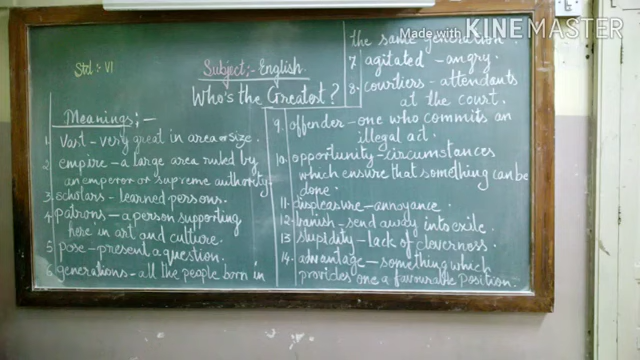 Made with KINEMASTER
Std:- VI
Subject:- English
Who's the Greatest?
Meanings:-
1. Vast - very great in area or size.
2. empire - a large area ruled by
an emperor or supreme authority.
3. scholars - learned persons.
4. patrons - a person supporting
here in art and culture.
5. pose - present a question.
6. generations - all the people born in
the same generation.
7. agitated - angry.
8. courtiers - attendants
at the court.
9. offender - one who commits an
illegal act.
10. opportunity - circumstances
which ensure that something can be
done.
11. displeasure - annoyance.
12. banish - send away into exile.
13. stupidity - lack of cleverness.
14. advantage - something which
provides one a favourable position.